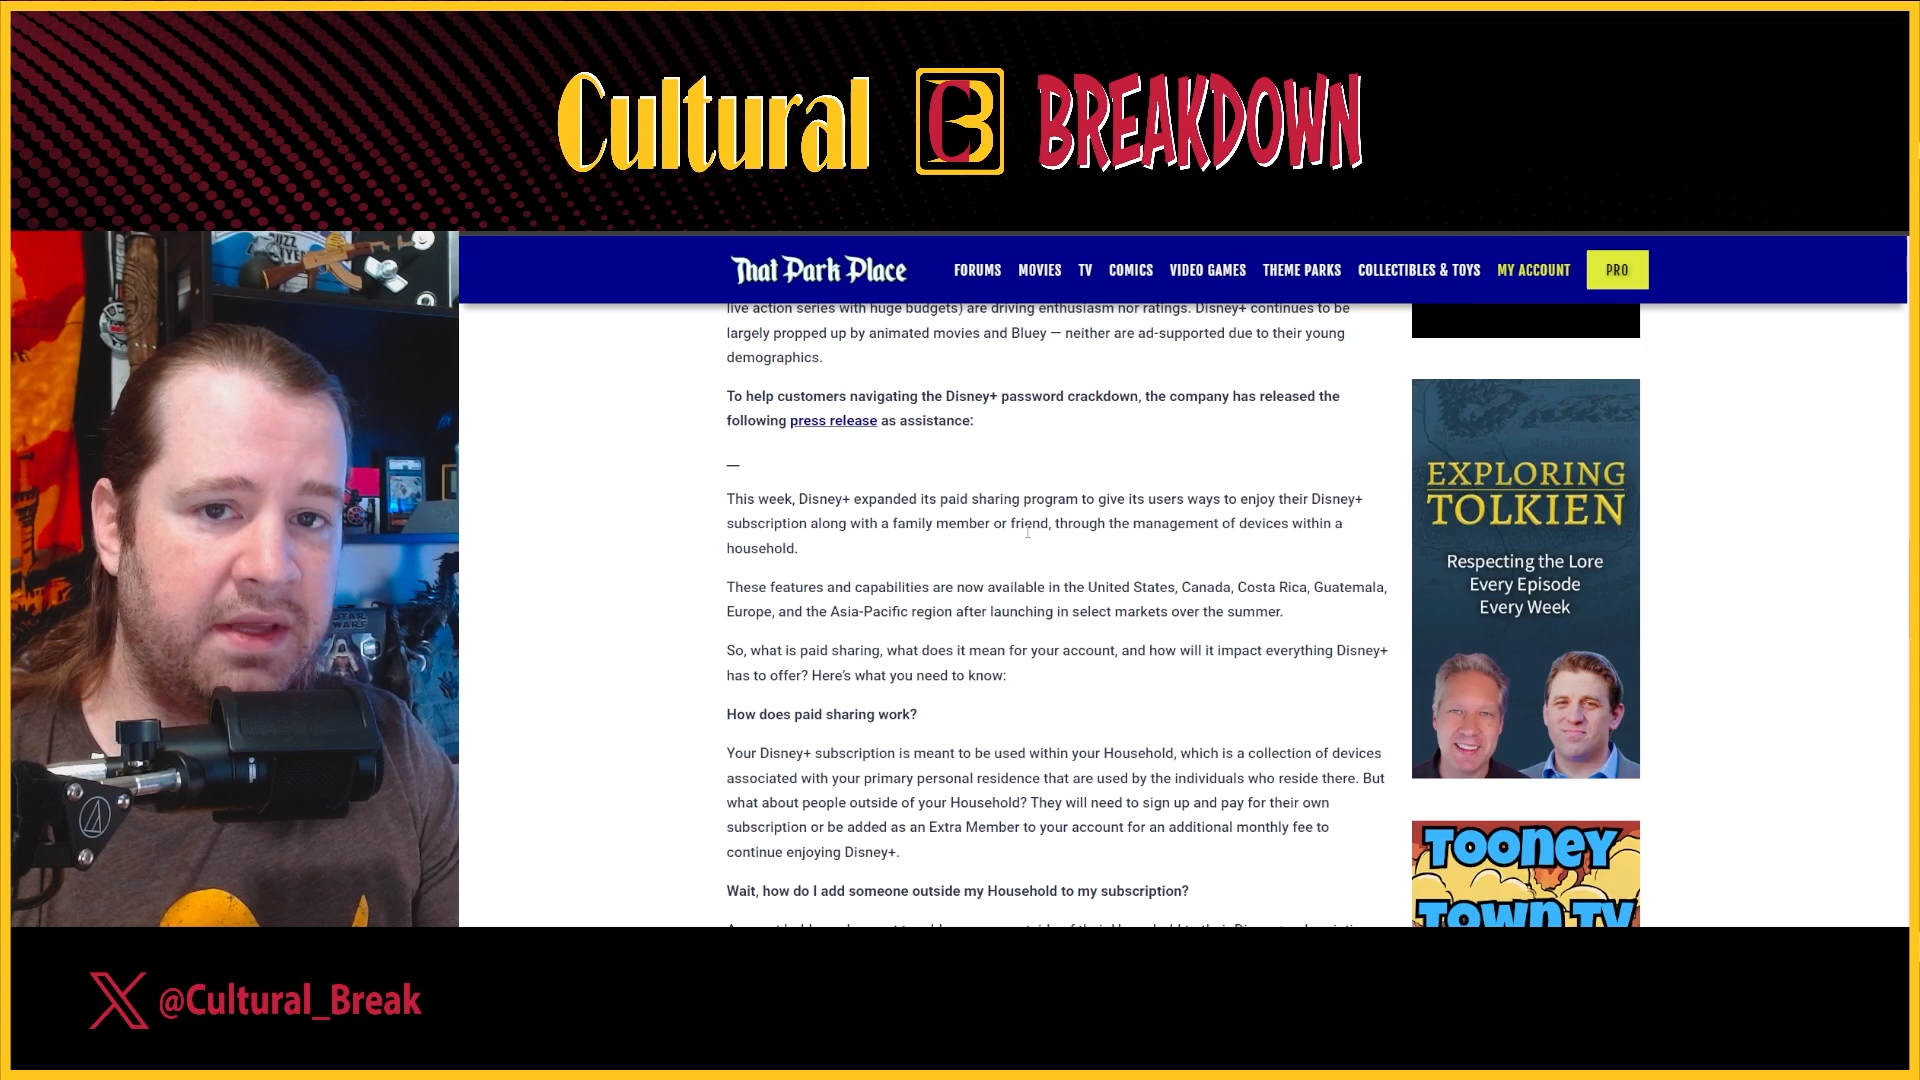 Cultural CB BREAKDOWN
BUZZ
STAR
WARS
That Park Place FORUMS MOVIES TV COMICS VIDEO GAMES THEME PARKS COLLECTIBLES & TOYS MY ACCOUNT PRO
live action series with huge budgets) are driving enthusiasm nor ratings. Disney+ continues to be
largely propped up by animated movies and Bluey — neither are ad-supported due to their young
demographics.
To help customers navigating the Disney+ password crackdown, the company has released the
following press release as assistance:
—
This week, Disney+ expanded its paid sharing program to give its users ways to enjoy their Disney+
subscription along with a family member or friend, through the management of devices within a
household.
These features and capabilities are now available in the United States, Canada, Costa Rica, Guatemala,
Europe, and the Asia-Pacific region after launching in select markets over the summer.
So, what is paid sharing, what does it mean for your account, and how will it impact everything Disney+
has to offer? Here’s what you need to know:
How does paid sharing work?
Your Disney+ subscription is meant to be used within your Household, which is a collection of devices
associated with your primary personal residence that are used by the individuals who reside there. But
what about people outside of your Household? They will need to sign up and pay for their own
subscription or be added as an Extra Member to your account for an additional monthly fee to
continue enjoying Disney+.
Wait, how do I add someone outside my Household to my subscription?
EXPLORING
TOLKIEN
Respecting the Lore
Every Episode
Every Week
Tooney
Town TV
@Cultural_Break